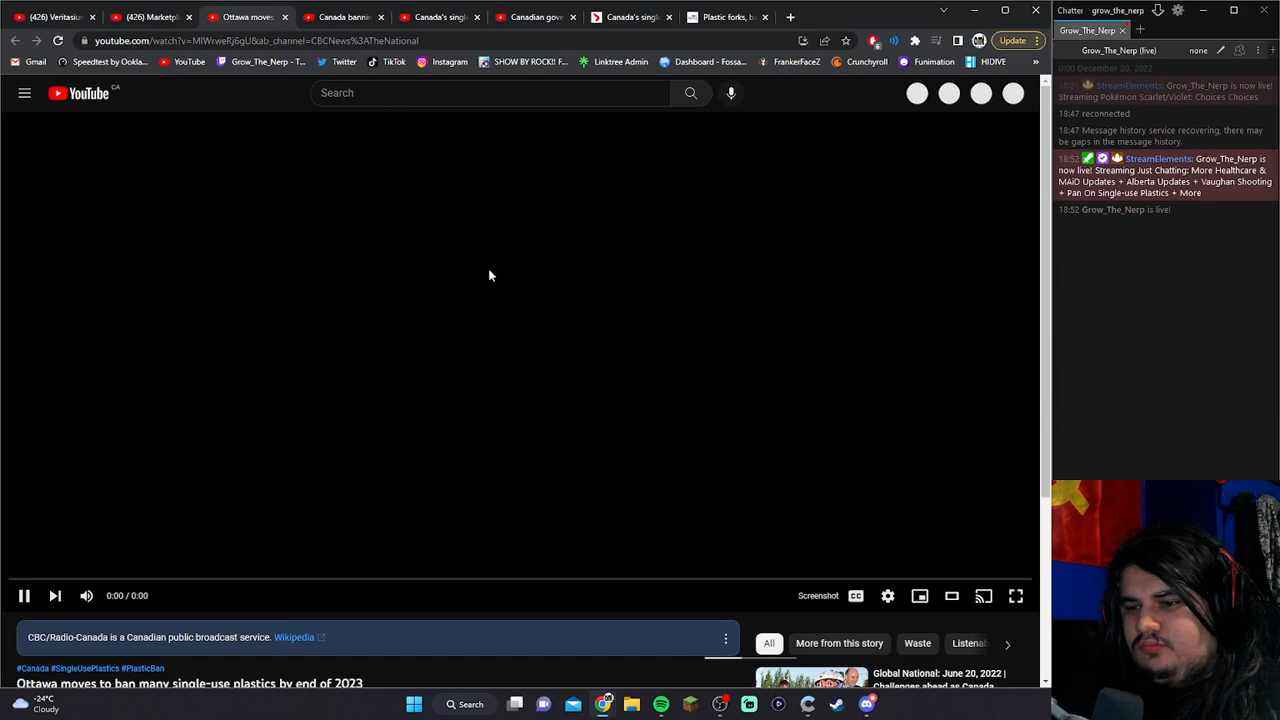 (426) Veritasiur
(426) Marketpl
Ottawa moves
Canada bannin
Canada's singl
Canadian gove
Canada's singl
Plastic forks, ba
youtube.com/watch?v=MIWrweRj6gU&ab_channel=CBCNews%3ATheNational
Update
Gmail
Speedtest by Ookla...
YouTube
Grow_The_Nerp - T...
Twitter
TikTok
Instagram
SHOW BY ROCK!! F...
Linktree Admin
Dashboard - Fossa...
FrankerFaceZ
Crunchyroll
Funimation
HIDIVE
»
YouTube CA
Search
0:00 / 0:00
Screenshot
CC
CBC/Radio-Canada is a Canadian public broadcast service. Wikipedia
All
More from this story
Waste
Listena
#Canada #SingleUsePlastics #PlasticBan
Ottawa moves to ban many single-use plastics by end of 2023
Global National: June 20, 2022 |
Challenges ahead as Canada
Chatter
grow_the_nerp
Grow_The_Nerp
Grow_The_Nerp (live)
none
0:00 December 20, 2022
18:21 StreamElements: Grow_The_Nerp is now live!
Streaming Pokémon Scarlet/Violet: Choices Choices
18:47 reconnected
18:47 Message history service recovering, there may
be gaps in the message history.
18:52 StreamElements: Grow_The_Nerp is
now live! Streaming Just Chatting: More Healthcare &
MAiD Updates + Alberta Updates + Vaughan Shooting
+ Pan On Single-use Plastics + More
18:52 Grow_The_Nerp is live!
-24°C
Cloudy
Search